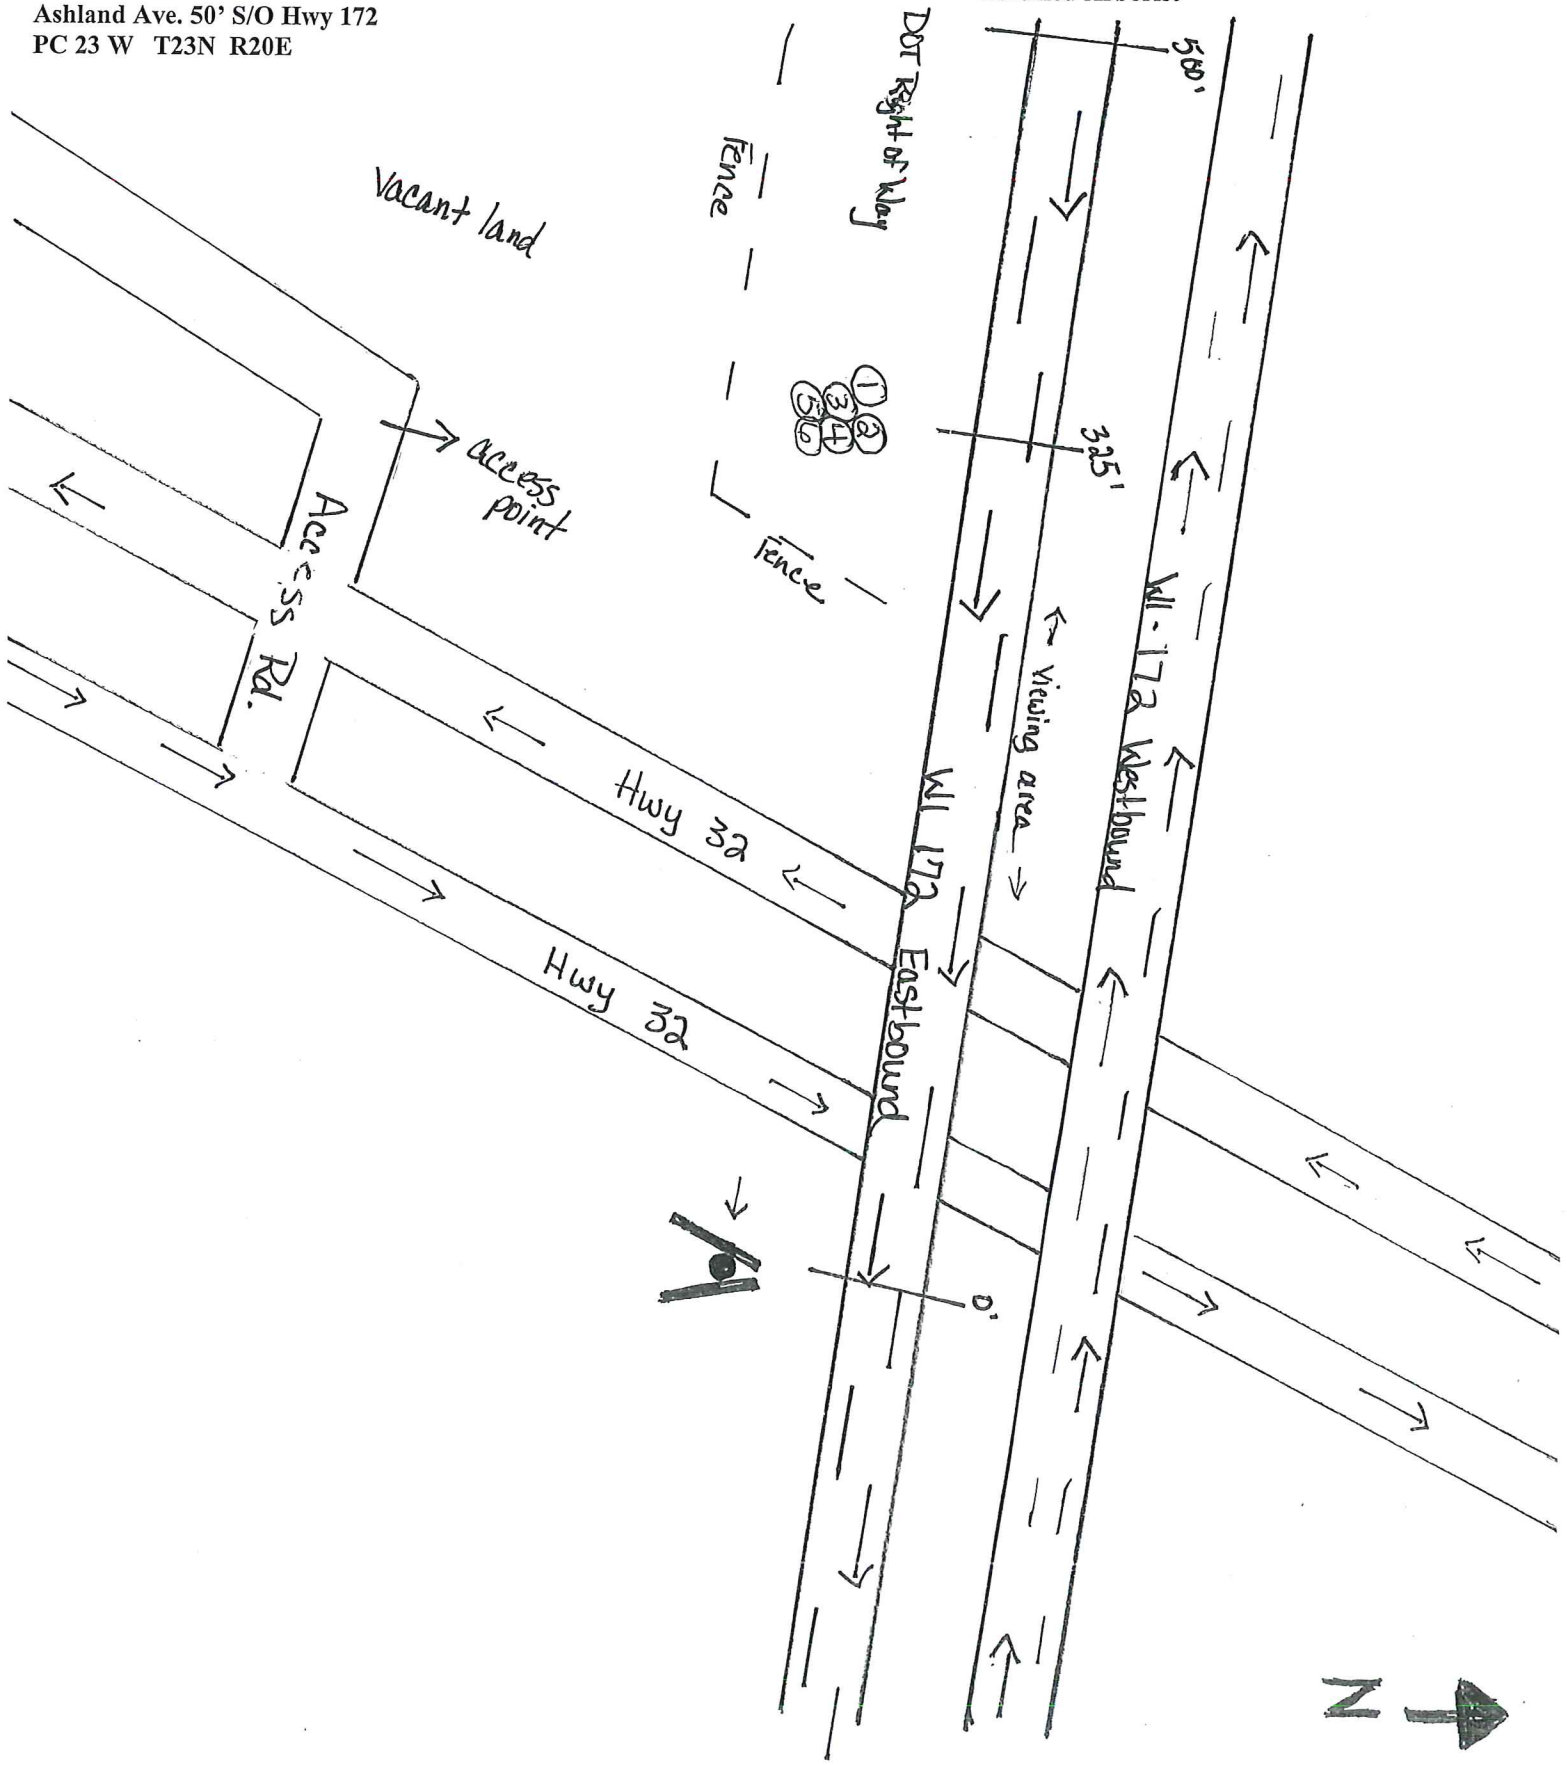 Ashland Ave. 50’ S/O Hwy 172
PC 23 W T23N R20E
500'
DOT Right of Way
Fence
Vacant land
1
2
3
4
5
6
325'
access
point
Fence
Access Rd.
← Viewing area →
WI-172 Westbound
Hwy 32
WI 172 Eastbound
Hwy 32
0'
N